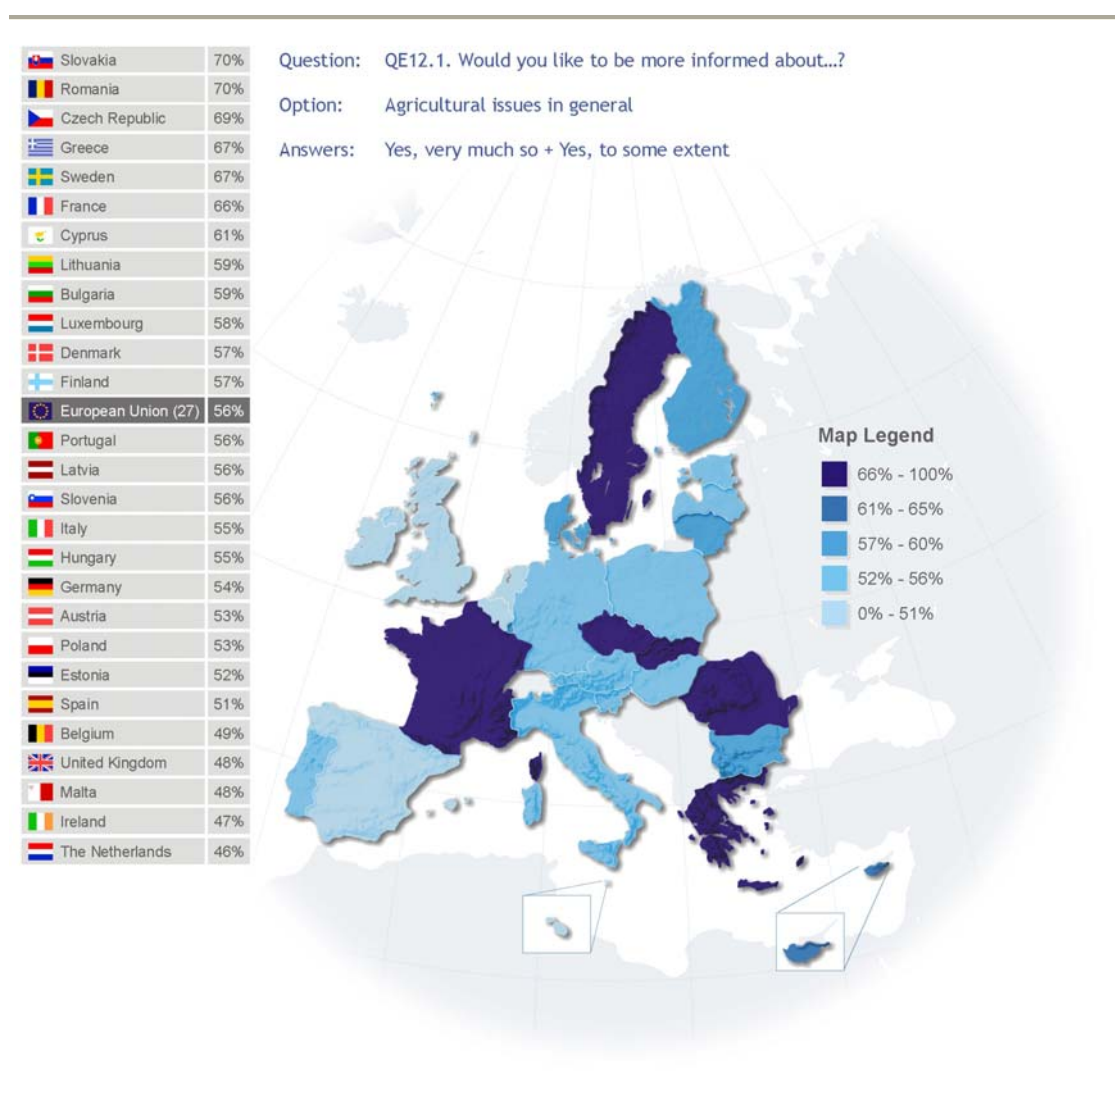 Slovakia 70%
Romania 70%
Czech Republic 69%
Greece 67%
Sweden 67%
France 66%
Cyprus 61%
Lithuania 59%
Bulgaria 59%
Luxembourg 58%
Denmark 57%
Finland 57%
European Union (27) 56%
Portugal 56%
Latvia 56%
Slovenia 56%
Italy 55%
Hungary 55%
Germany 54%
Austria 53%
Poland 53%
Estonia 52%
Spain 51%
Belgium 49%
United Kingdom 48%
Malta 48%
Ireland 47%
The Netherlands 46%
Question: QE12.1. Would you like to be more informed about…?
Option: Agricultural issues in general
Answers: Yes, very much so + Yes, to some extent
Map Legend
66% - 100%
61% - 65%
57% - 60%
52% - 56%
0% - 51%